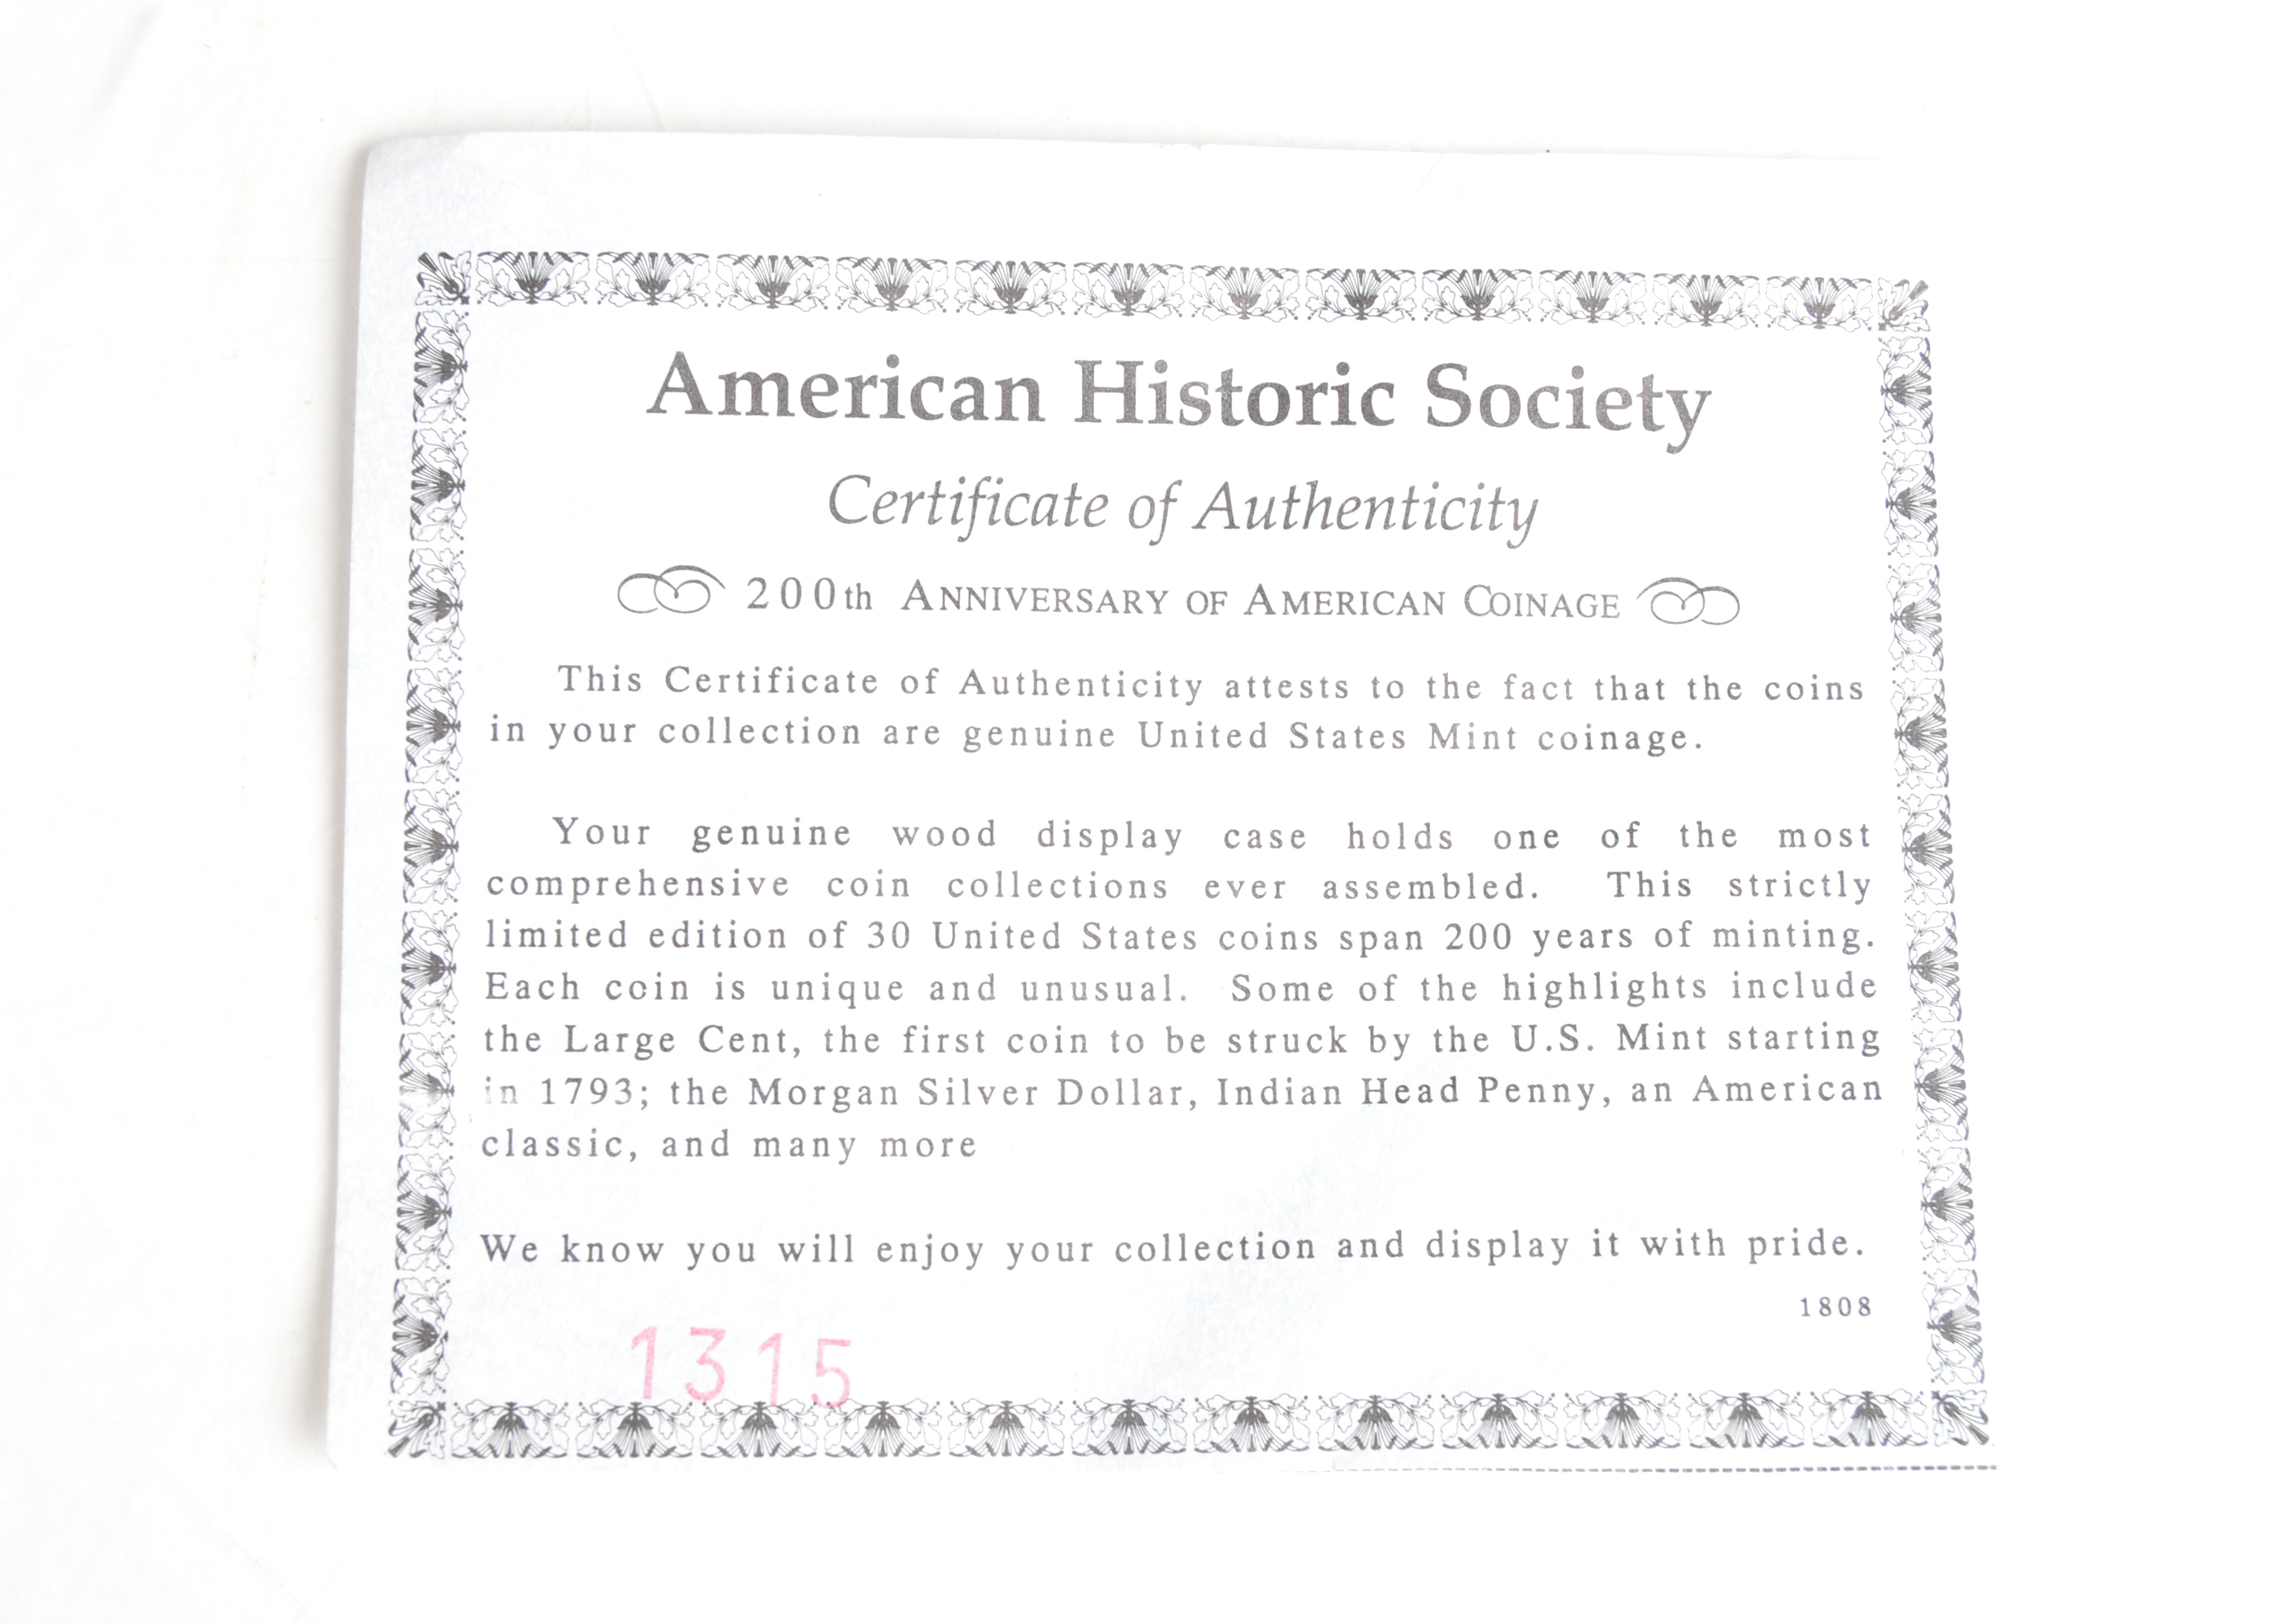 American Historic Society
Certificate of Authenticity
200th ANNIVERSARY OF AMERICAN COINAGE
This Certificate of Authenticity attests to the fact that the coins
in your collection are genuine United States Mint coinage.
Your genuine wood display case holds one of the most
comprehensive coin collections ever assembled. This strictly
limited edition of 30 United States coins span 200 years of minting.
Each coin is unique and unusual. Some of the highlights include
the Large Cent, the first coin to be struck by the U.S. Mint starting
in 1793; the Morgan Silver Dollar, Indian Head Penny, an American
classic, and many more
We know you will enjoy your collection and display it with pride.
1808
1315